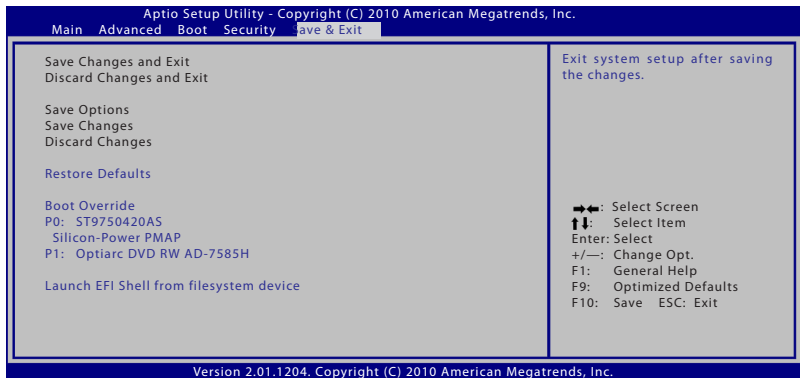 Aptio Setup Utility - Copyright (C) 2010 American Megatrends, Inc.
Main Advanced Boot Security Save & Exit
Save Changes and Exit
Discard Changes and Exit
Save Options
Save Changes
Discard Changes
Restore Defaults
Boot Override
P0: ST9750420AS
Silicon-Power PMAP
P1: Optiarc DVD RW AD-7585H
Launch EFI Shell from filesystem device
Exit system setup after saving
the changes.
→←: Select Screen
↑↓: Select Item
Enter: Select
+/—: Change Opt.
F1: General Help
F9: Optimized Defaults
F10: Save ESC: Exit
Version 2.01.1204. Copyright (C) 2010 American Megatrends, Inc.